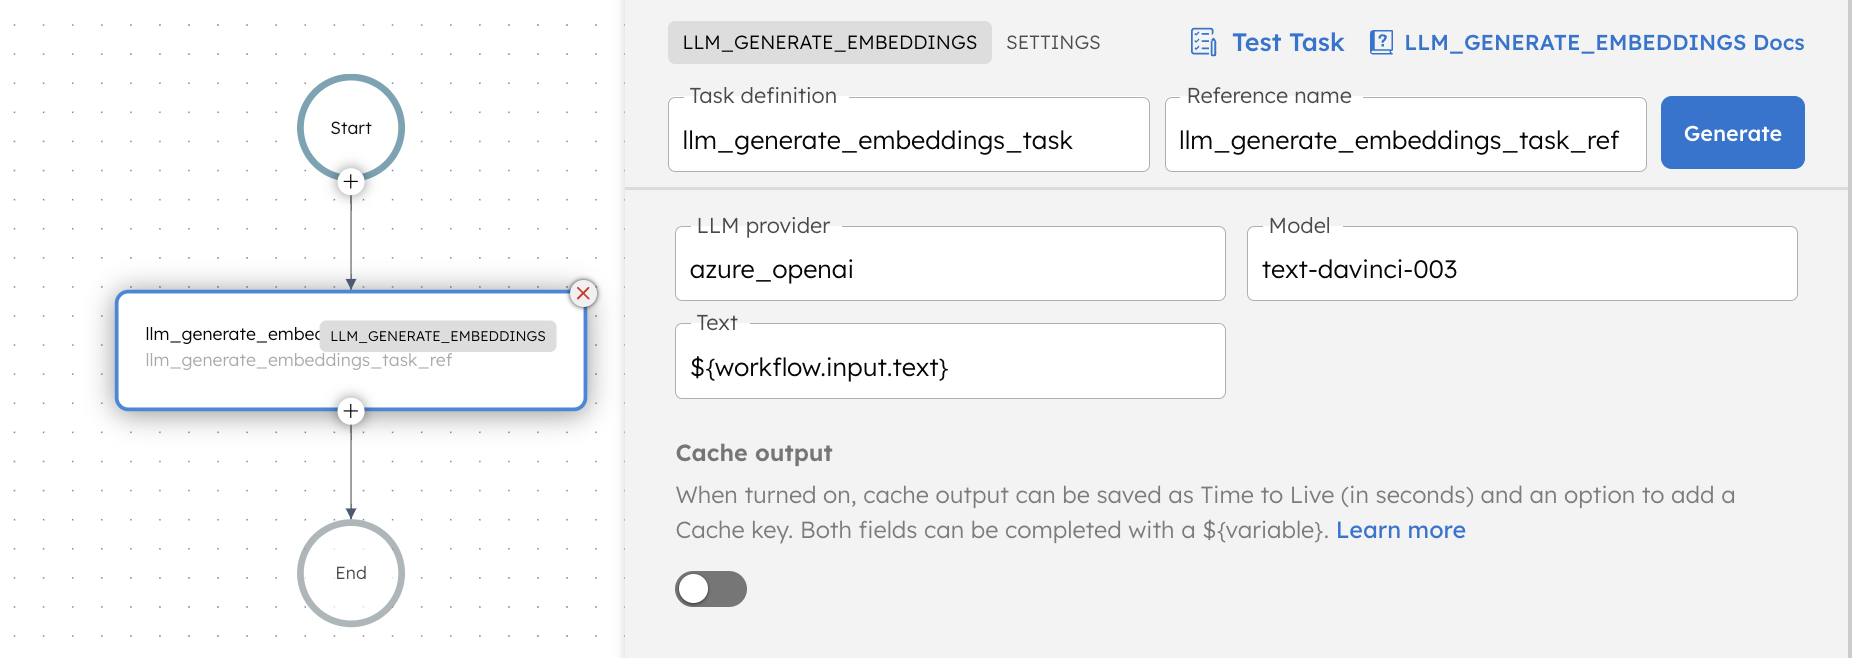 Start
llm_generate_embec LLM_GENERATE_EMBEDDINGS
llm_generate_embeddings_task_ref
End
LLM_GENERATE_EMBEDDINGS SETTINGS Test Task LLM_GENERATE_EMBEDDINGS Docs
Task definition Reference name
llm_generate_embeddings_task llm_generate_embeddings_task_ref Generate
LLM provider Model
azure_openai text-davinci-003
Text
${workflow.input.text}
Cache output
When turned on, cache output can be saved as Time to Live (in seconds) and an option to add a
Cache key. Both fields can be completed with a ${variable}. Learn more